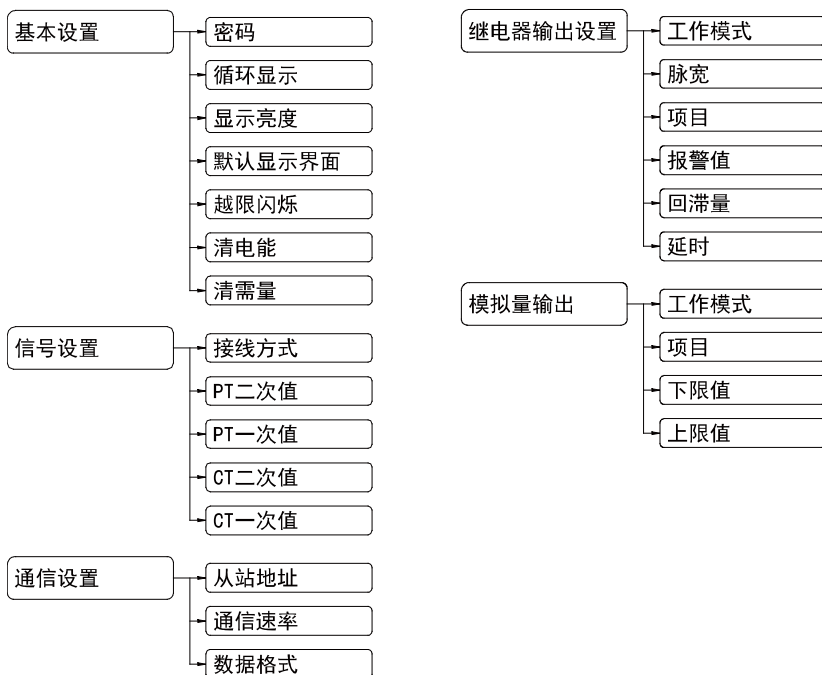 基本设置
密码
循环显示
显示亮度
默认显示界面
越限闪烁
清电能
清需量
信号设置
接线方式
PT二次值
PT一次值
CT二次值
CT一次值
通信设置
从站地址
通信速率
数据格式
继电器输出设置
工作模式
脉宽
项目
报警值
回滞量
延时
模拟量输出
工作模式
项目
下限值
上限值